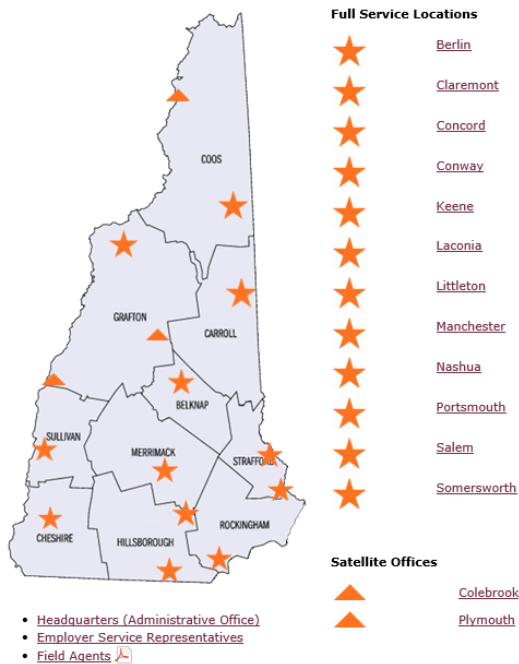 Full Service Locations
Berlin
Claremont
Concord
Conway
Keene
Laconia
Littleton
Manchester
Nashua
Portsmouth
Salem
Somersworth
COOS
GRAFTON
CARROLL
BELKNAP
SULLIVAN
MERRIMACK
STRAFFORD
CHESHIRE
HILLSBOROUGH
ROCKINGHAM
Satellite Offices
Colebrook
Plymouth
Headquarters (Administrative Office)
Employer Service Representatives
Field Agents